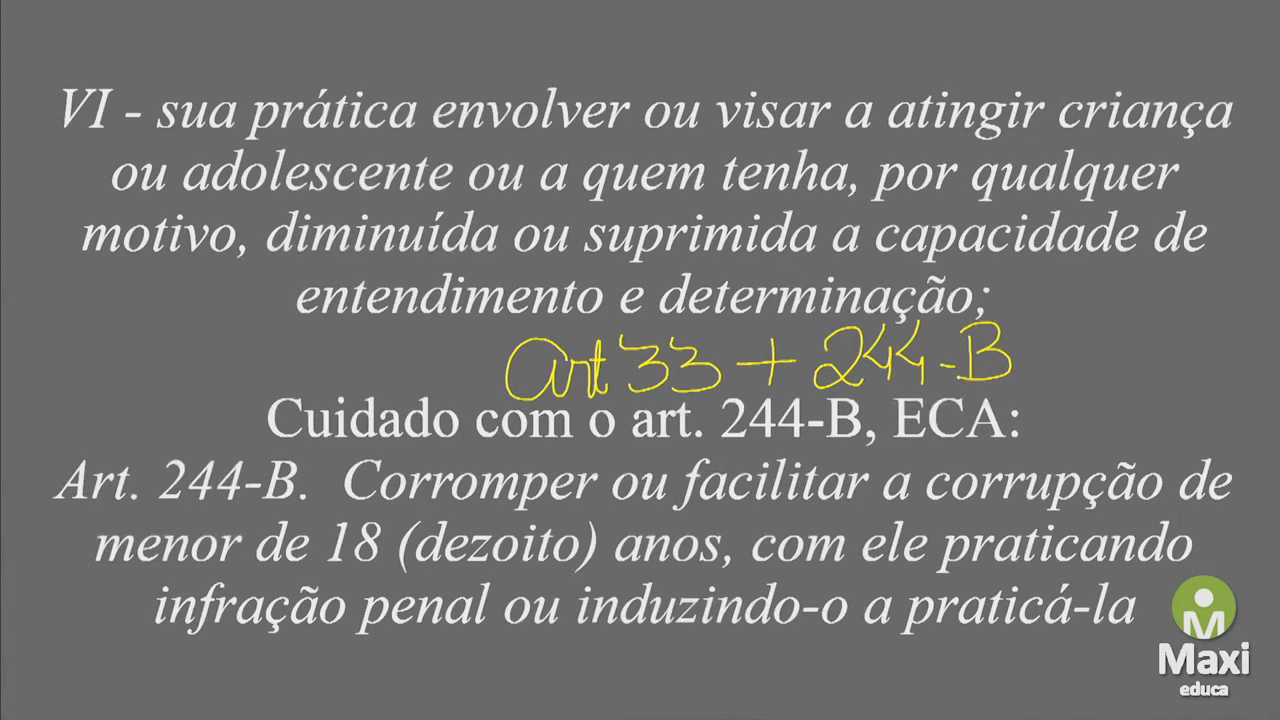 VI - sua prática envolver ou visar a atingir criança
ou adolescente ou a quem tenha, por qualquer
motivo, diminuída ou suprimida a capacidade de
entendimento e determinação;
art 33 + 244-B
Cuidado com o art. 244-B, ECA:
Art. 244-B.  Corromper ou facilitar a corrupção de
menor de 18 (dezoito) anos, com ele praticando
infração penal ou induzindo-o a praticá-la
M
Maxi
educa